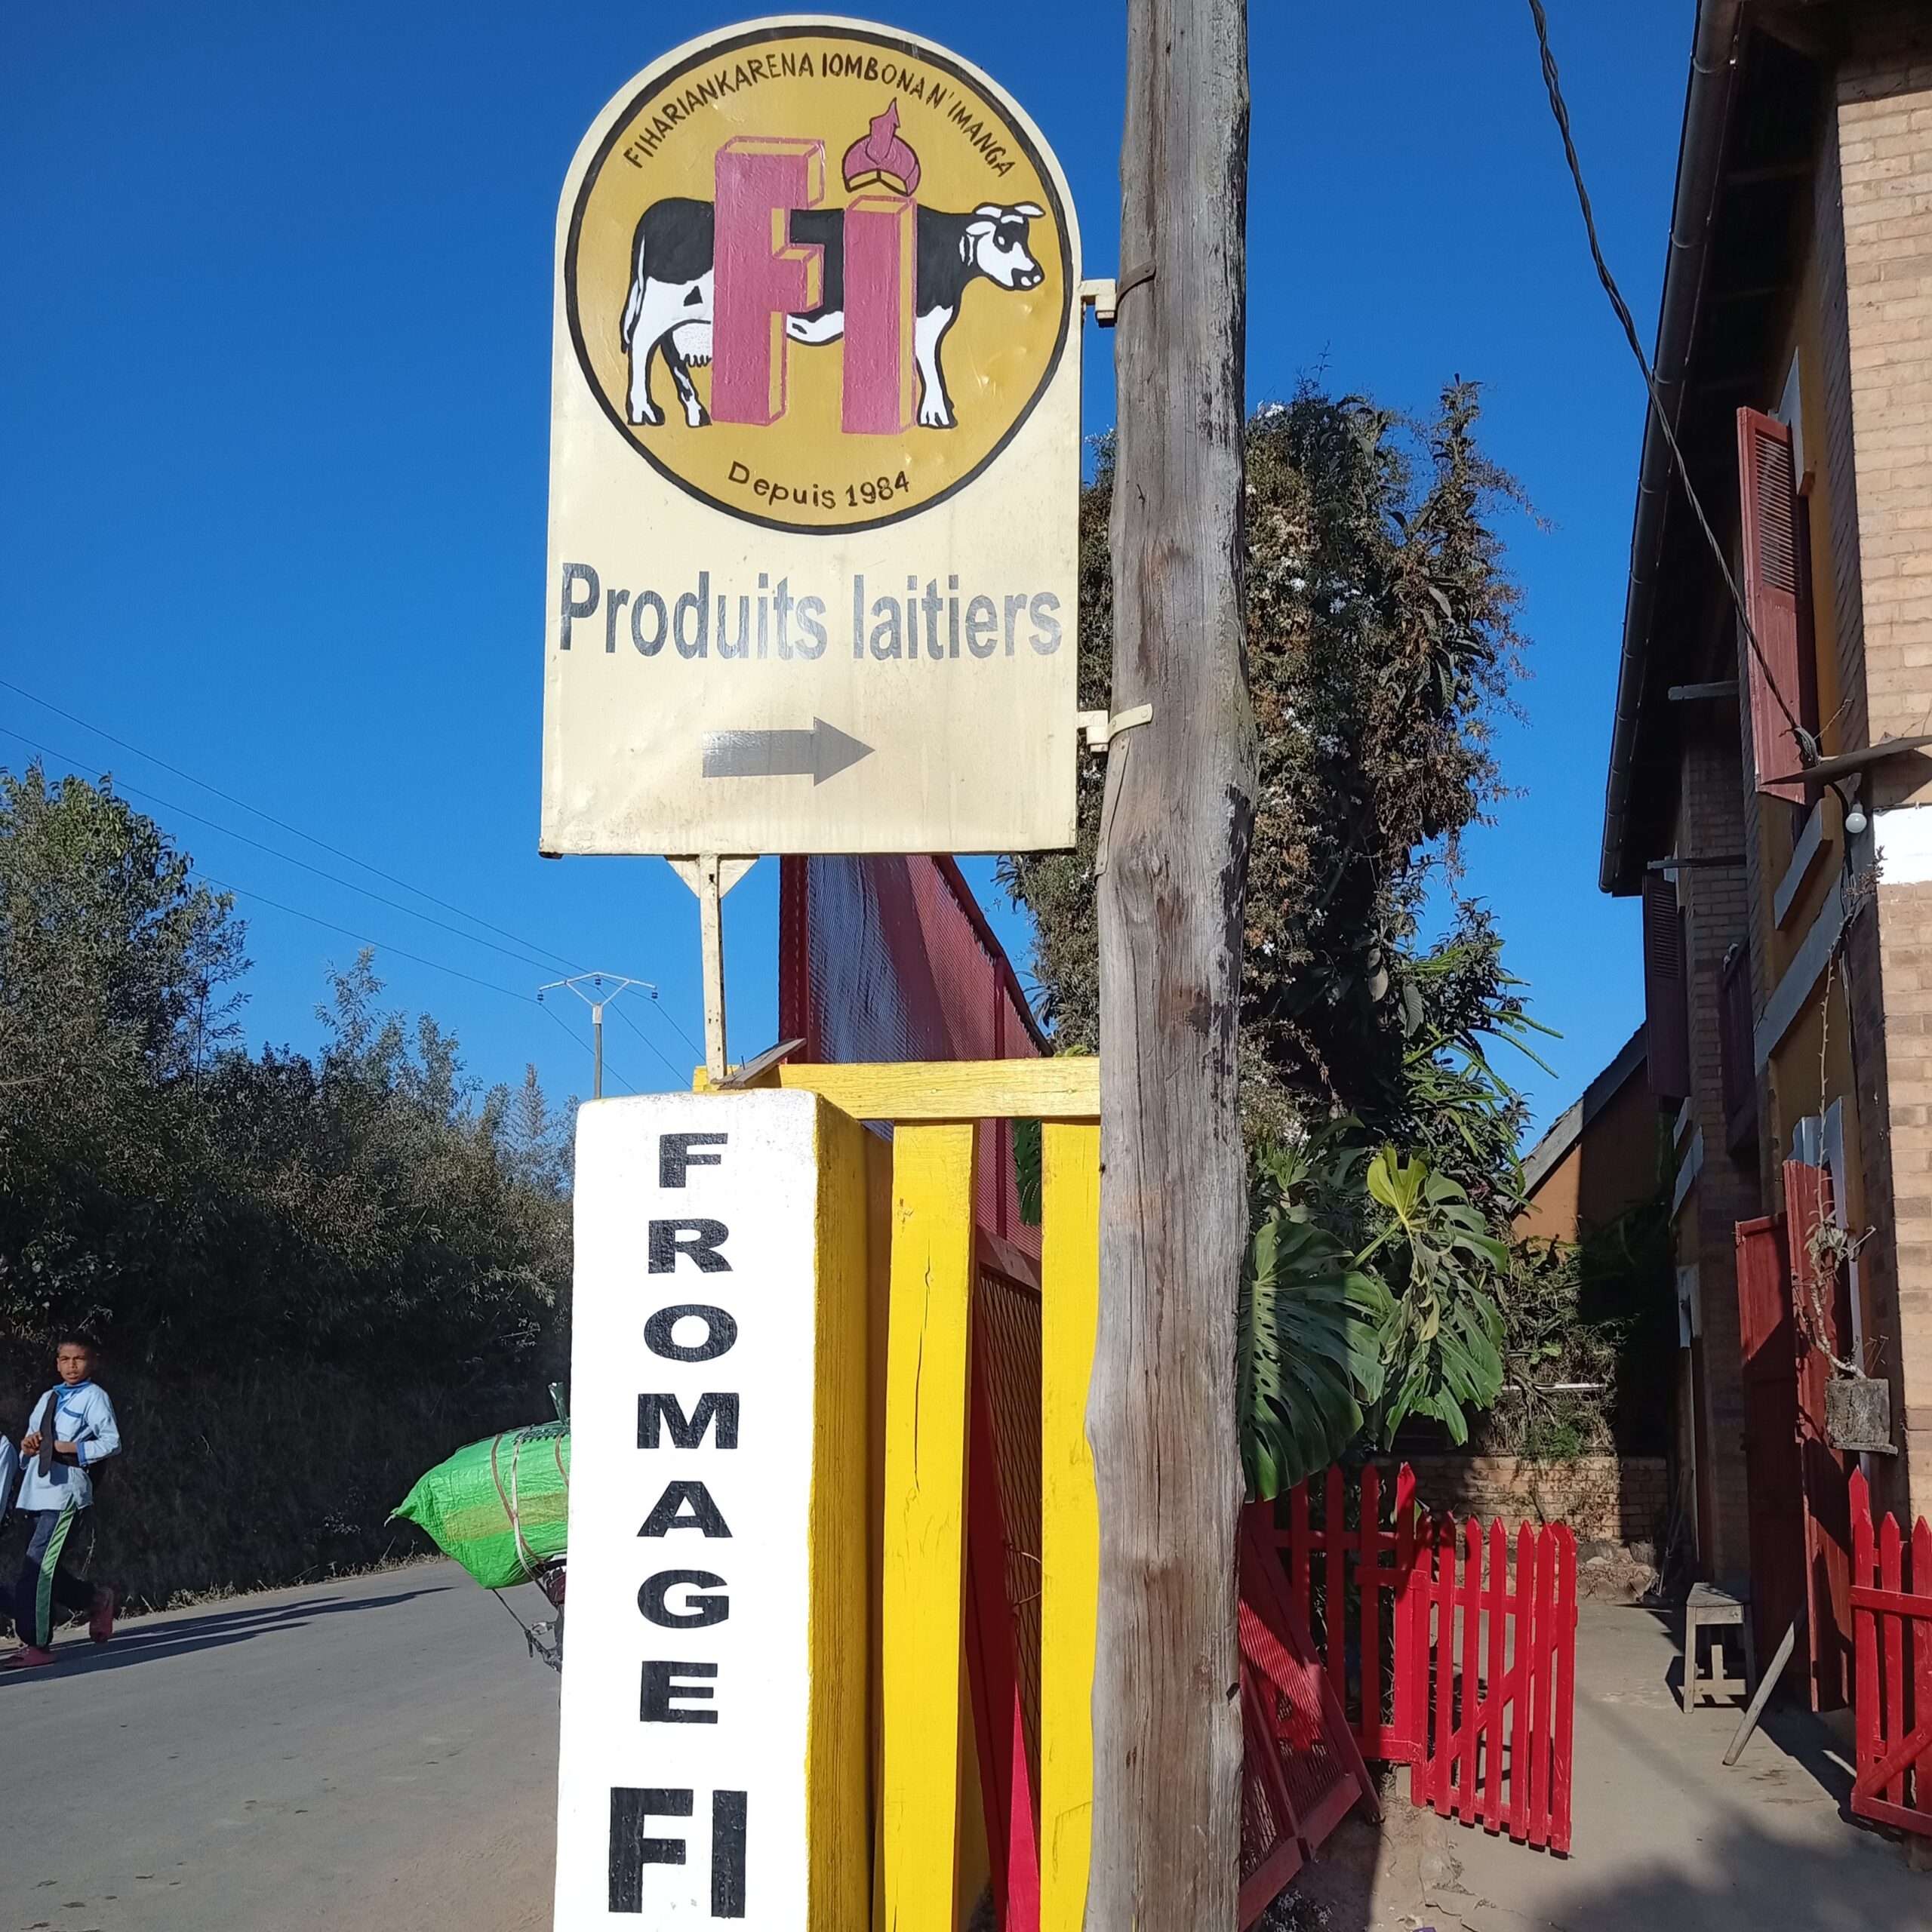 FIHARIANKARENA IOMBONA N'IMANGA
Fi
Depuis 1984
Produits laitiers
FROMAGE
FI